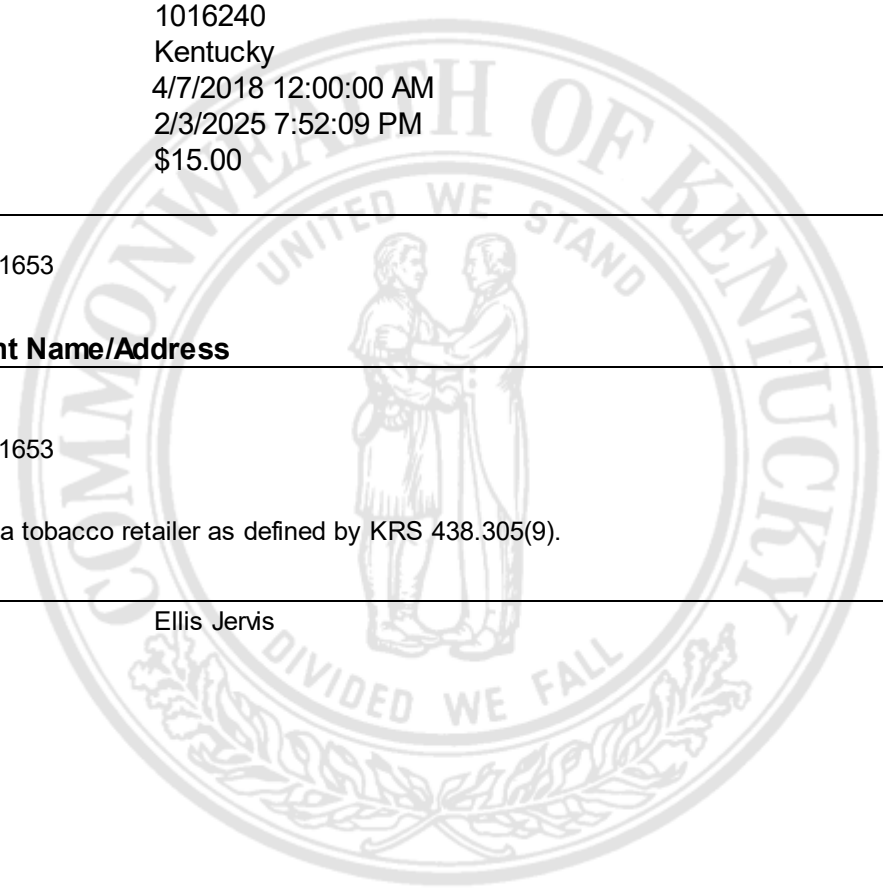 1016240
Kentucky
4/7/2018 12:00:00 AM
2/3/2025 7:52:09 PM
$15.00
COMMONWEALTH OF KENTUCKY
UNITED WE STAND
1653
nt Name/Address
1653
a tobacco retailer as defined by KRS 438.305(9).
Ellis Jervis
DIVIDED WE FALL